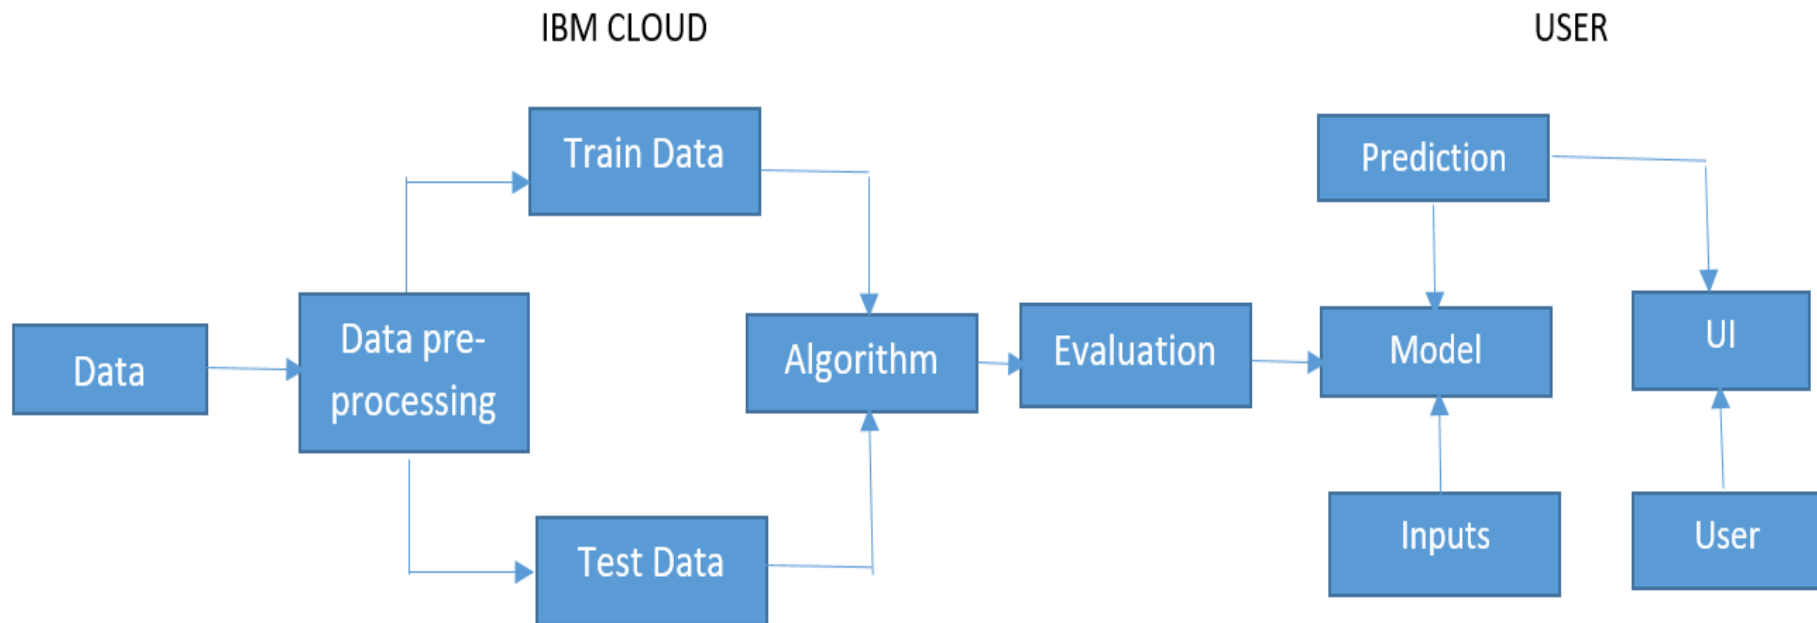 IBM CLOUD
USER
Train Data
Prediction
Data
Data pre-
processing
Algorithm
Evaluation
Model
UI
Test Data
Inputs
User